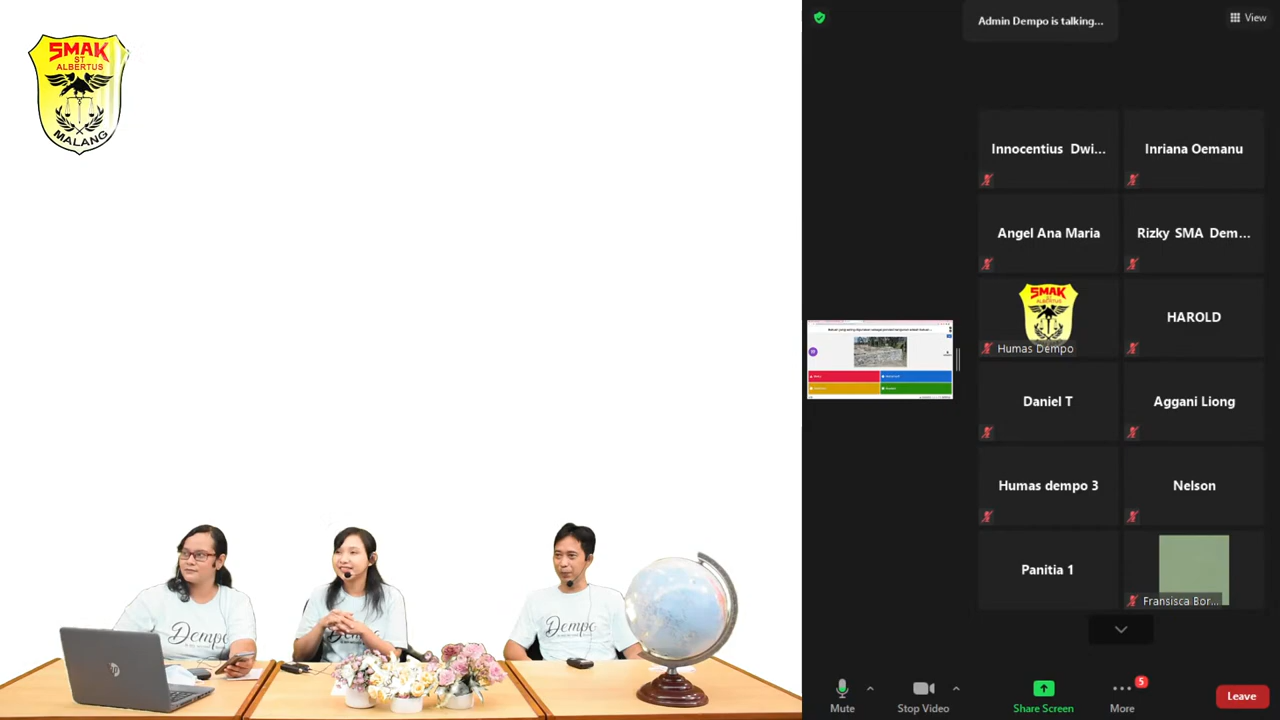 SMAK
ST
ALBERTUS
MALANG
Dempo
Dempo
hp
Admin Dempo is talking...
View
Innocentius Dwi...
Inriana Oemanu
Angel Ana Maria
Rizky SMA Dem...
SMAK
ST
ALBERTUS
Humas Dempo
HAROLD
Daniel T
Aggani Liong
Humas dempo 3
Nelson
Panitia 1
Fransisca Bor...
Mute
Stop Video
Share Screen
5
More
Leave